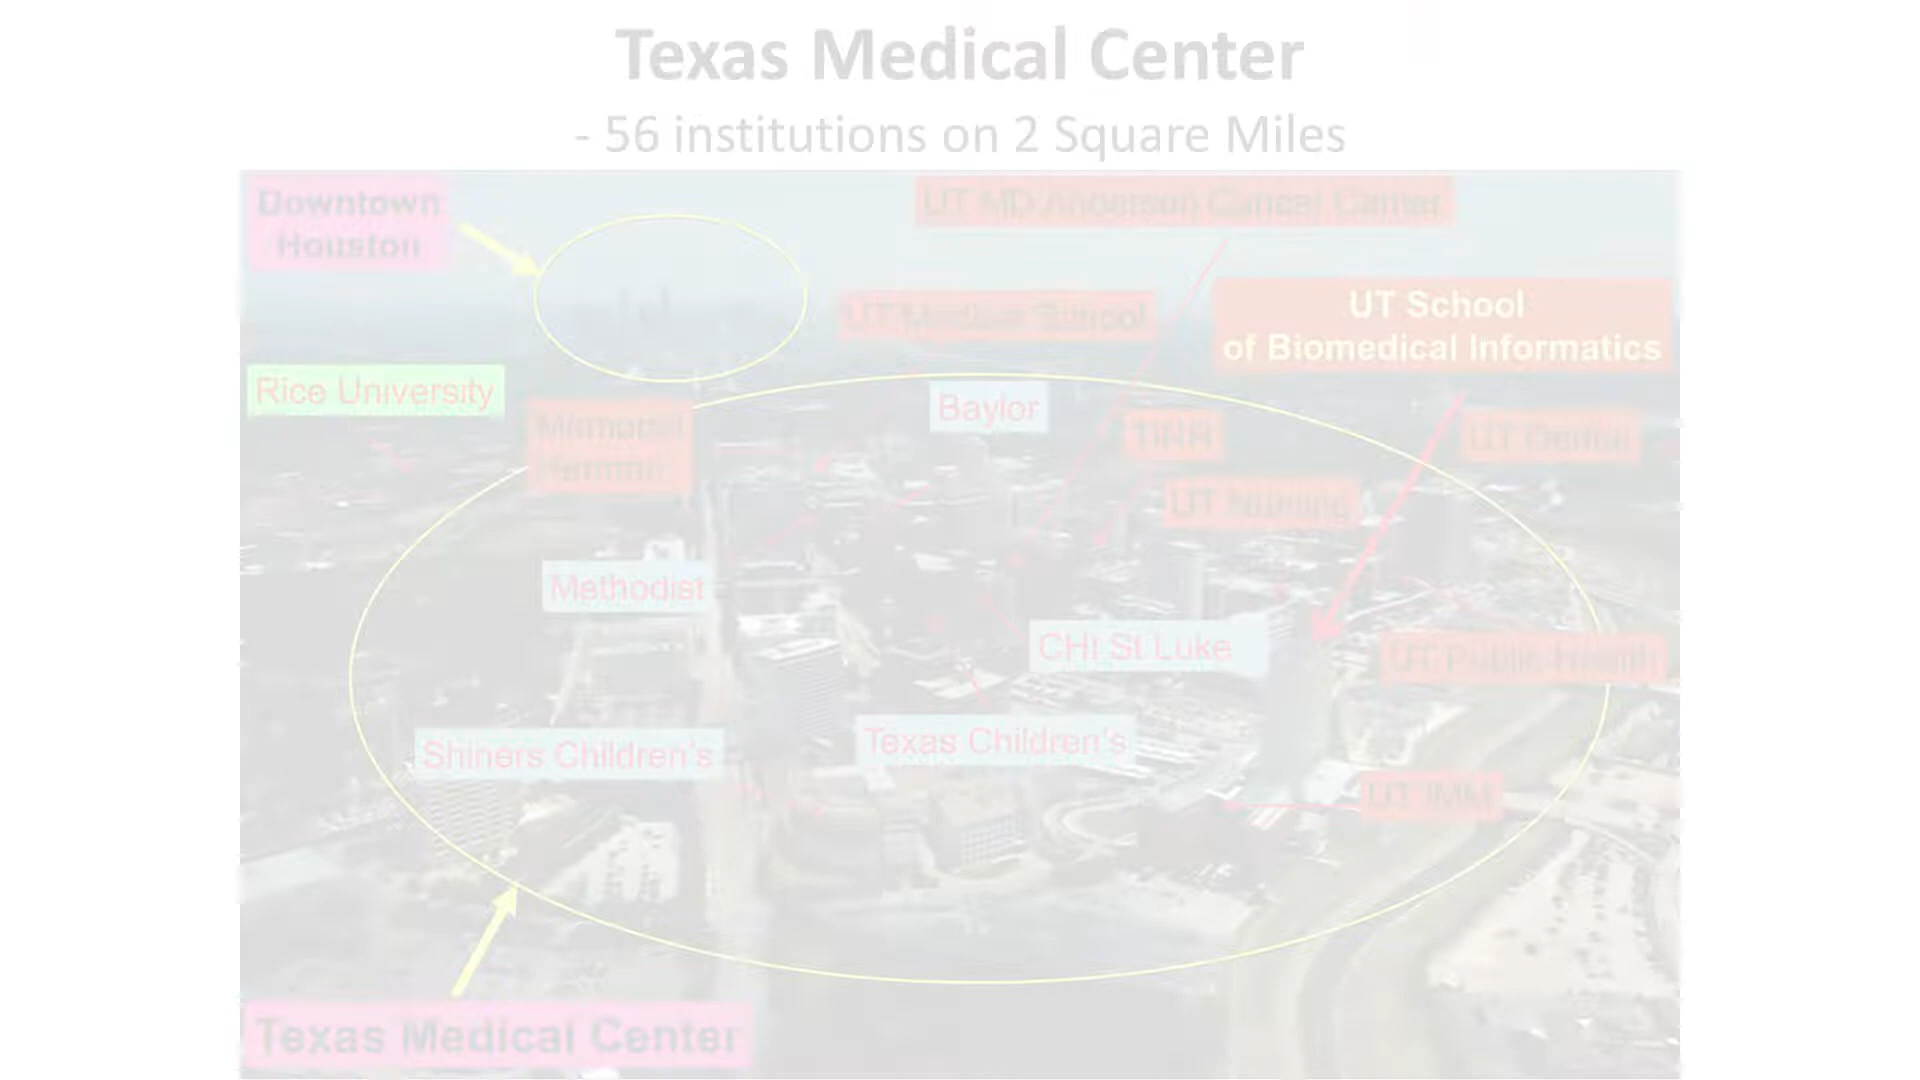 Texas Medical Center
- 56 institutions on 2 Square Miles
Downtown
Houston
UT MD Anderson Cancer Center
UT Medical School
UT School
of Biomedical Informatics
Rice University
Memorial
Hermann
Baylor
TIRR
UT Dental
UT Nursing
Methodist
CHI St Luke
UT Public Health
Shiners Children's
Texas Children's
UT IMM
Texas Medical Center